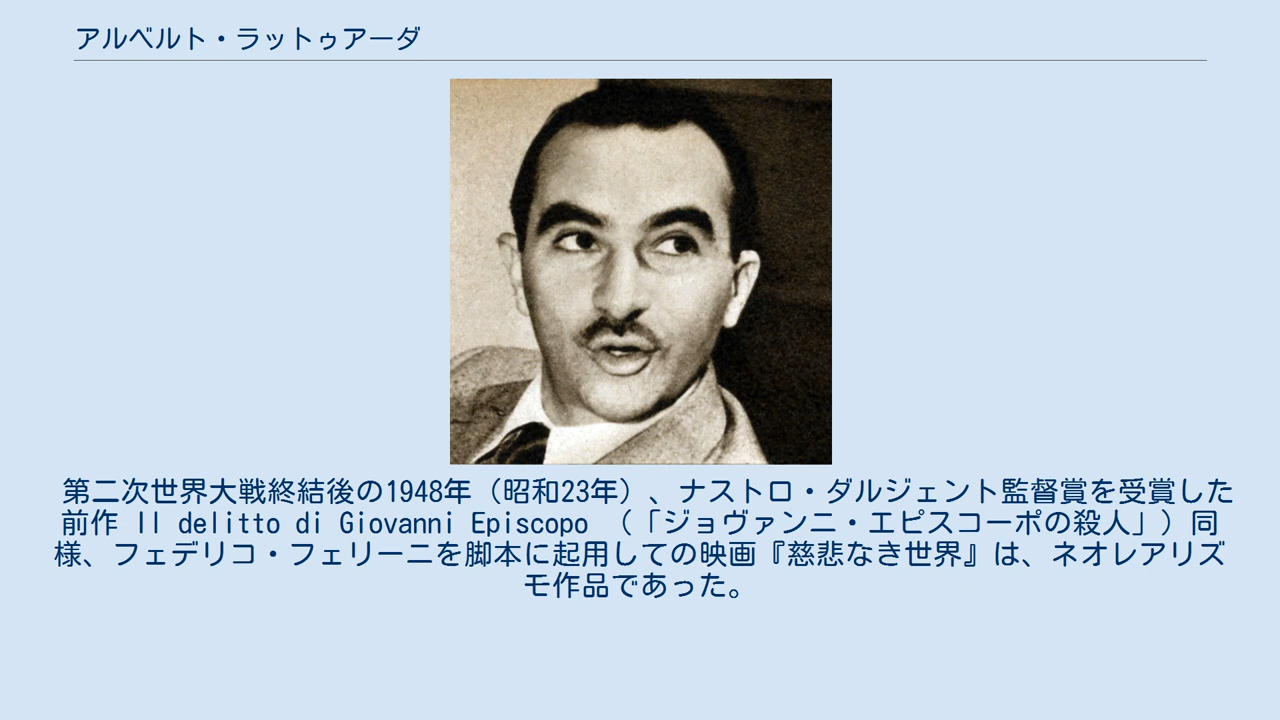 アルベルト・ラットゥアーダ
第二次世界大戦終結後の1948年（昭和23年）、ナストロ・ダルジェント監督賞を受賞した
前作 Il delitto di Giovanni Episcopo （「ジョヴァンニ・エピスコーポの殺人」）同
様、フェデリコ・フェリーニを脚本に起用しての映画『慈悲なき世界』は、ネオレアリズ
モ作品であった。